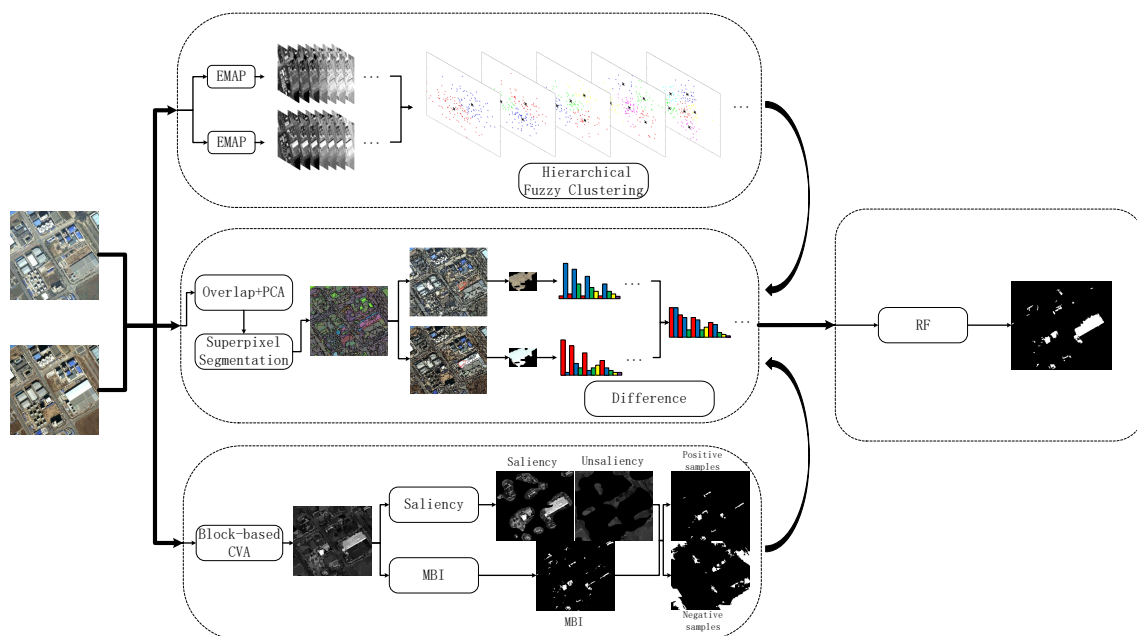 EMAP
...
EMAP
...
...
Hierarchical
Fuzzy Clustering
Overlap+PCA
Superpixel
Segmentation
...
...
...
Difference
RF
Block-based
CVA
Saliency
MBI
Saliency
Unsaliency
MBI
Positive
samples
Negative
samples